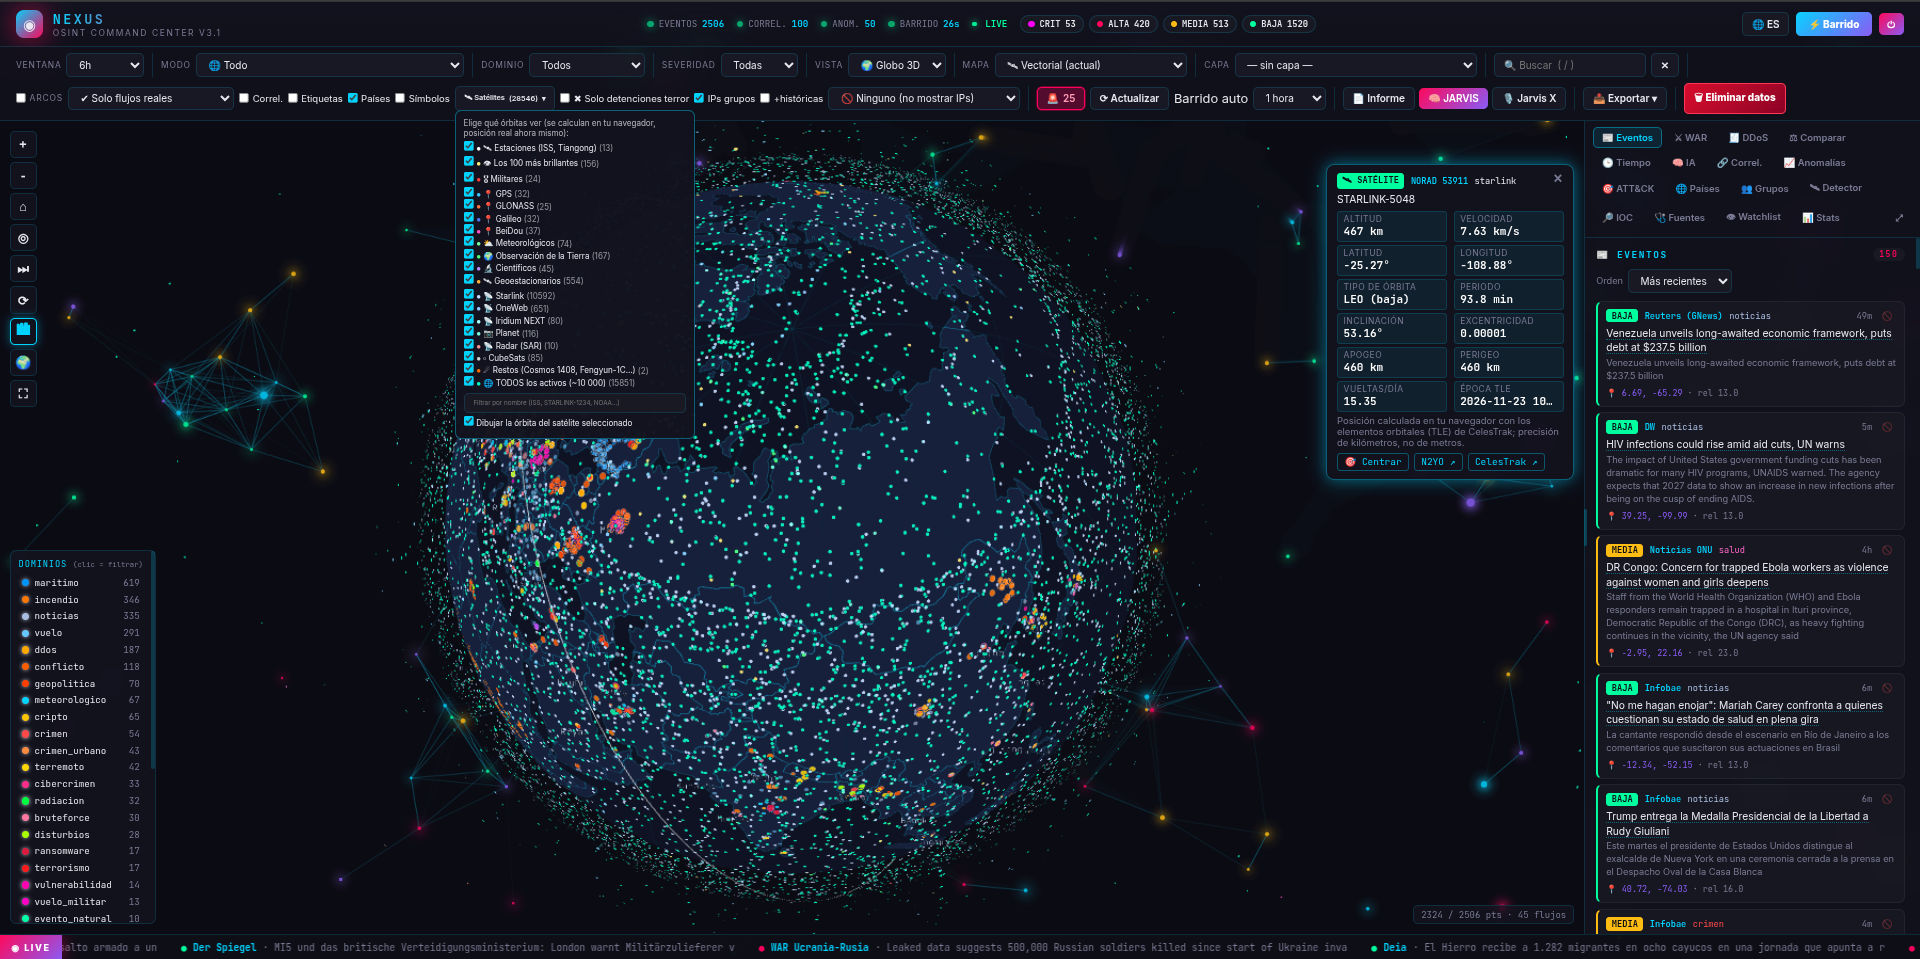 NEXUS
OSINT COMMAND CENTER V3.1
EVENTOS 2506 CORREL. 100 ANOM. 50 BARRIDO 26s LIVE CRIT 53 ALTA 420 MEDIA 513 BAJA 1520
ES Barrido
VENTANA 6h MODO Todo DOMINIO Todos SEVERIDAD Todas VISTA Globo 3D MAPA Vectorial (actual) CAPA — sin capa — Buscar ( / )
ARCOS ✔ Solo flujos reales Correl. Etiquetas Países Símbolos Satélites (28546) ▾ ✖ Solo detenciones terror IPs grupos +históricas Ninguno (no mostrar IPs) 25 Actualizar Barrido auto 1 hora Informe JARVIS Jarvis X Exportar ▾ Eliminar datos
Elige qué órbitas ver (se calculan en tu navegador,
posición real ahora mismo):
Estaciones (ISS, Tiangong) (13)
Los 100 más brillantes (156)
Militares (24)
GPS (32)
GLONASS (25)
Galileo (32)
BeiDou (37)
Meteorológicos (74)
Observación de la Tierra (167)
Científicos (45)
Geoestacionarios (554)
Starlink (10592)
OneWeb (651)
Iridium NEXT (80)
Planet (116)
Radar (SAR) (10)
CubeSats (85)
Restos (Cosmos 1408, Fengyun-1C...) (2)
TODOS los activos (~10 000) (15851)
Filtrar por nombre (ISS, STARLINK-1234, NOAA...)
Dibujar la órbita del satélite seleccionado
SATÉLITE NORAD 53911 starlink
STARLINK-5048
ALTITUD VELOCIDAD
467 km 7.63 km/s
LATITUD LONGITUD
-25.27° -108.88°
TIPO DE ÓRBITA PERIODO
LEO (baja) 93.8 min
INCLINACIÓN EXCENTRICIDAD
53.16° 0.00001
APOGEO PERIGEO
460 km 460 km
VUELTAS/DÍA ÉPOCA TLE
15.35 2026-11-23 10…
Posición calculada en tu navegador con los
elementos orbitales (TLE) de CelesTrak; precisión
de kilómetros, no de metros.
Centrar N2YO ↗ CelesTrak ↗
DOMINIOS (clic = filtrar)
maritimo 619
incendio 346
noticias 335
vuelo 291
ddos 187
conflicto 118
geopolitica 70
meteorologico 67
cripto 65
crimen 54
crimen_urbano 43
terremoto 42
cibercrimen 33
radiacion 32
bruteforce 30
disturbios 28
ransomware 17
terrorismo 17
vulnerabilidad 14
vuelo_militar 13
evento_natural 10
2324 / 2506 pts · 45 flujos
Eventos WAR DDoS Comparar
Tiempo IA Correl. Anomalías
ATT&CK Países Grupos Detector
IOC Fuentes Watchlist Stats
EVENTOS 150
Orden Más recientes
BAJA Reuters (GNews) noticias 49m
Venezuela unveils long-awaited economic framework, puts
debt at $237.5 billion
Venezuela unveils long-awaited economic framework, puts debt at
$237.5 billion
6.69, -65.29 · rel 13.0
BAJA DW noticias 5m
HIV infections could rise amid aid cuts, UN warns
The impact of United States government funding cuts has been
dramatic for many HIV programs, UNAIDS warned. The agency
expects that 2027 data to show an increase in new infections after
being on the cusp of ending AIDS.
39.25, -99.99 · rel 13.0
MEDIA Noticias ONU salud 4h
DR Congo: Concern for trapped Ebola workers as violence
against women and girls deepens
Staff from the World Health Organization (WHO) and Ebola
responders remain trapped in a hospital in Ituri province,
Democratic Republic of the Congo (DRC), as heavy fighting
continues in the vicinity, the UN agency said
-2.95, 22.16 · rel 23.0
BAJA Infobae noticias 6m
"No me hagan enojar": Mariah Carey confronta a quienes
cuestionan su estado de salud en plena gira
La cantante respondió desde el escenario en Río de Janeiro a los
comentarios que suscitaron sus actuaciones en Brasil
-12.34, -52.15 · rel 13.0
BAJA Infobae noticias 6m
Trump entrega la Medalla Presidencial de la Libertad a
Rudy Giuliani
Este martes el presidente de Estados Unidos distingue al
exalcalde de Nueva York en una ceremonia cerrada a la prensa en
el Despacho Oval de la Casa Blanca
40.72, -74.03 · rel 16.0
MEDIA Infobae crimen 4m
LIVE salto armado a un Der Spiegel · MI5 und das britische Verteidigungsministerium: London warnt Militärzulieferer v WAR Ucrania-Rusia · Leaked data suggests 500,000 Russian soldiers killed since start of Ukraine inva Deia · El Hierro recibe a 1.282 migrantes en ocho cayucos en una jornada que apunta a r